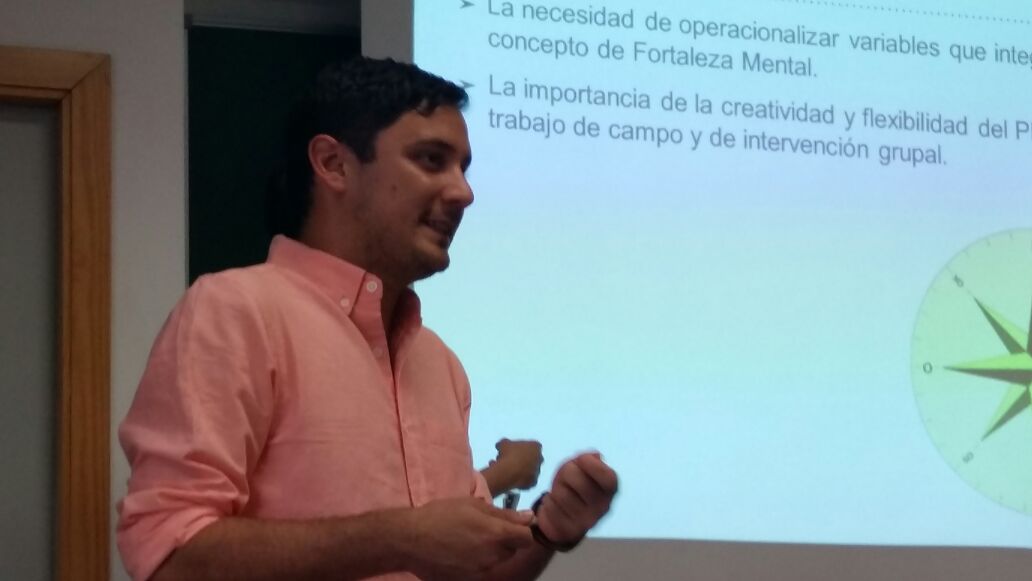 La necesidad de operacionalizar variables que
concepto de Fortaleza Mental.
La importancia de la creatividad y flexibilidad del
trabajo de campo y de intervención grupal.
O